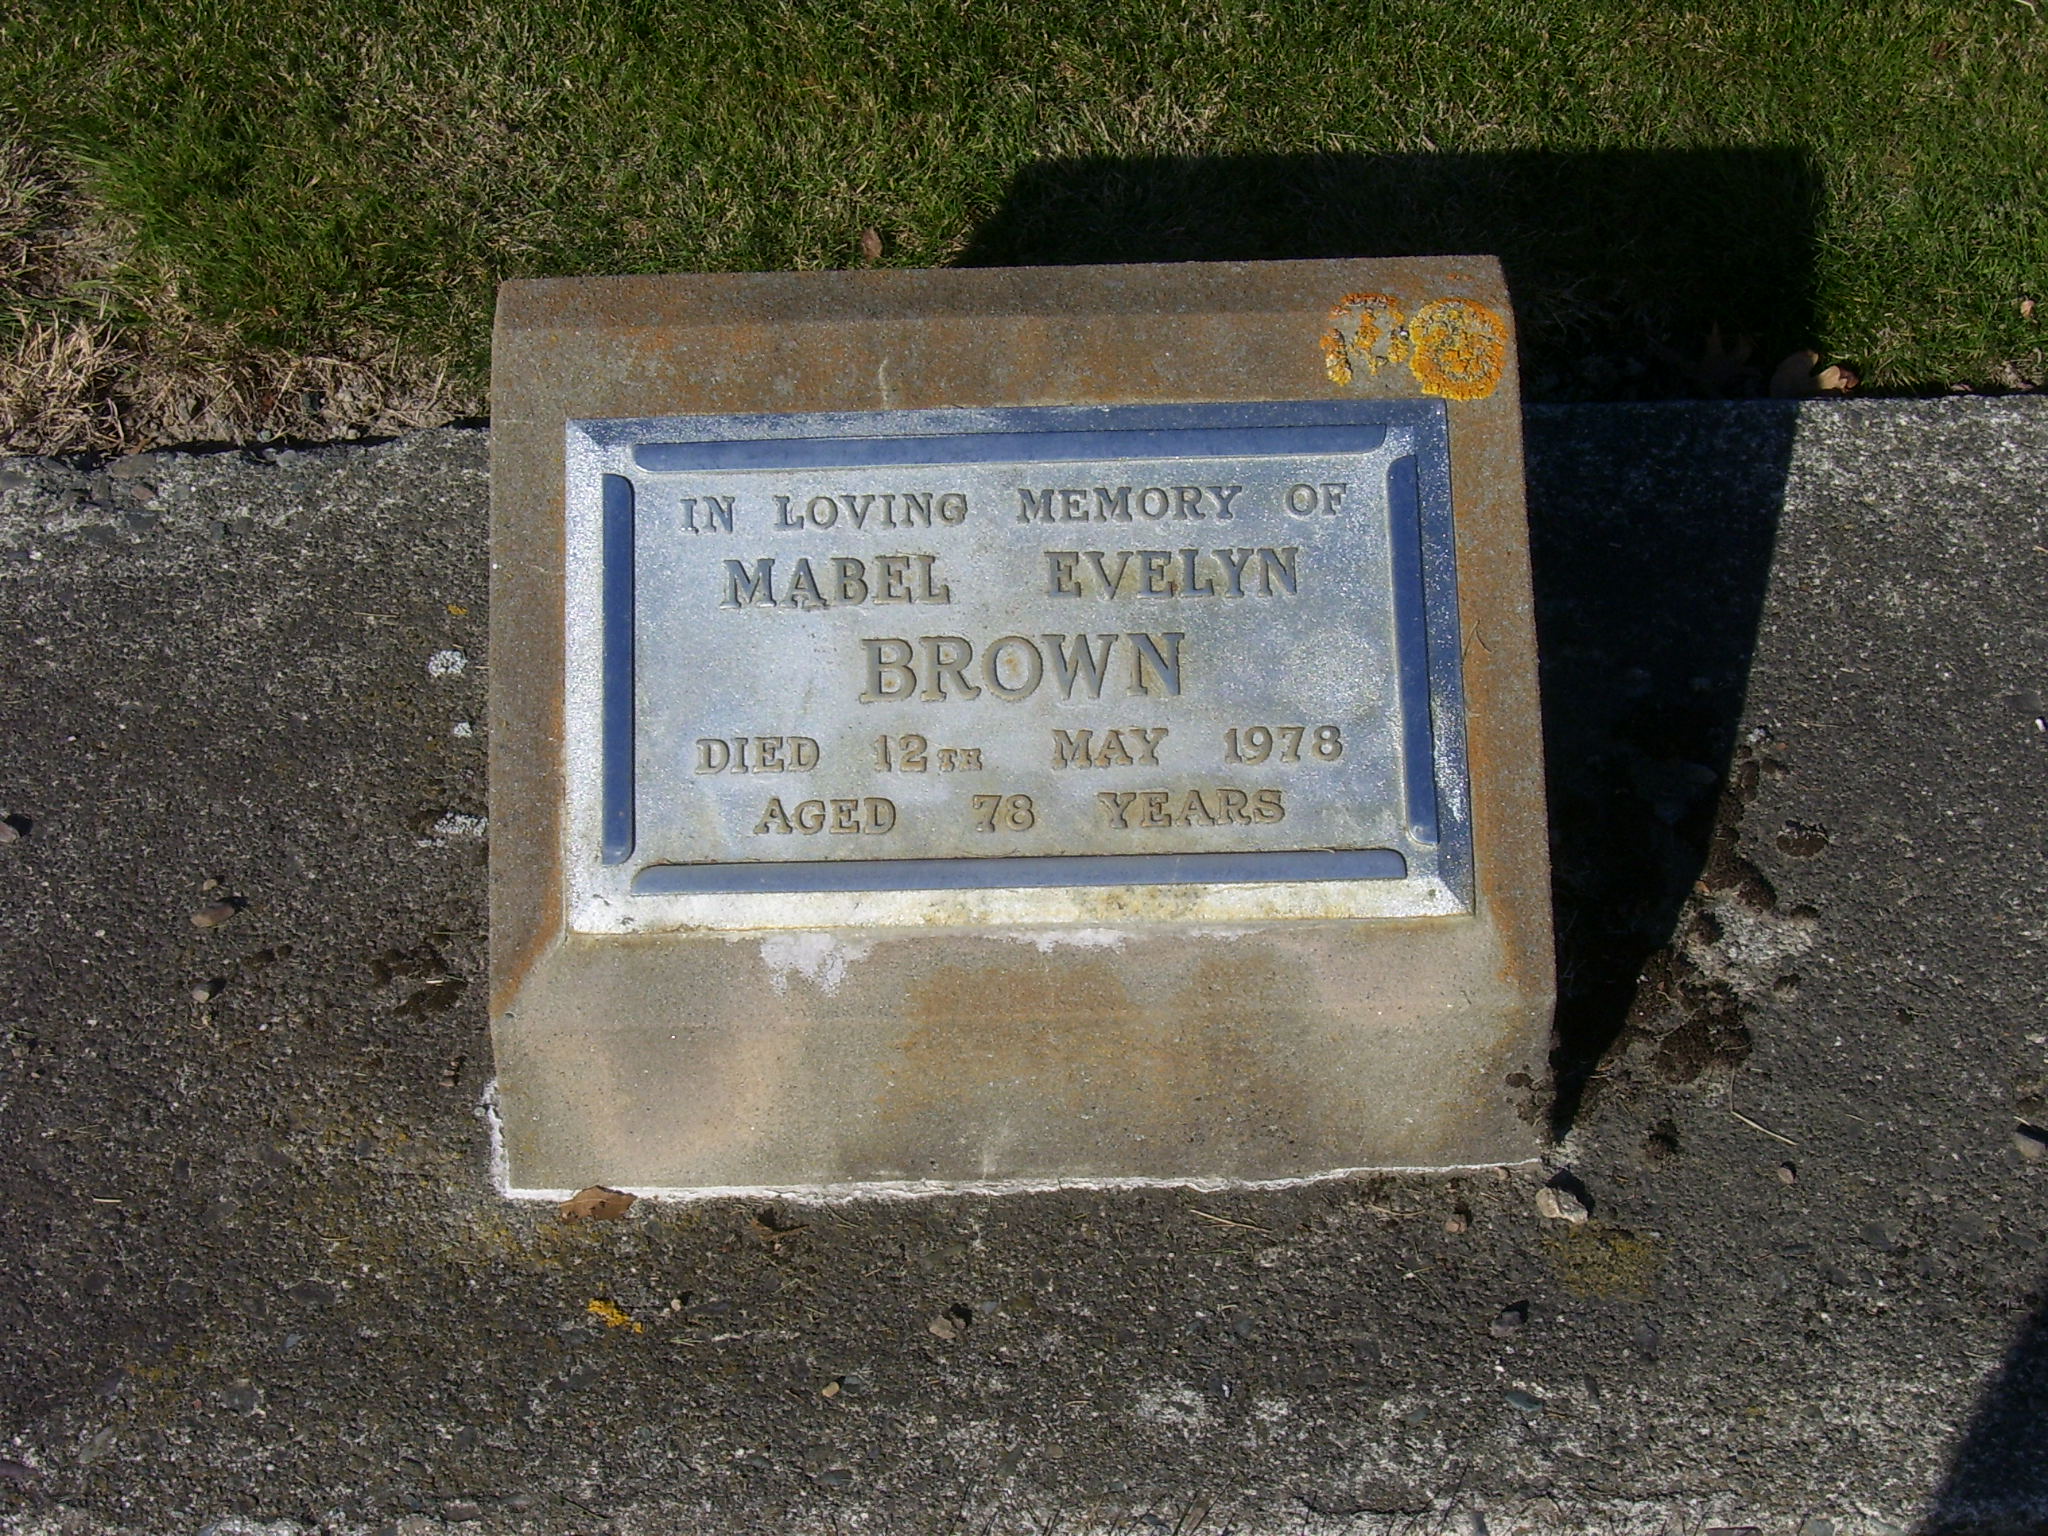 IN LOVING MEMORY OF
MABEL EVELYN
BROWN
DIED 12TH MAY 1978
AGED 78 YEARS